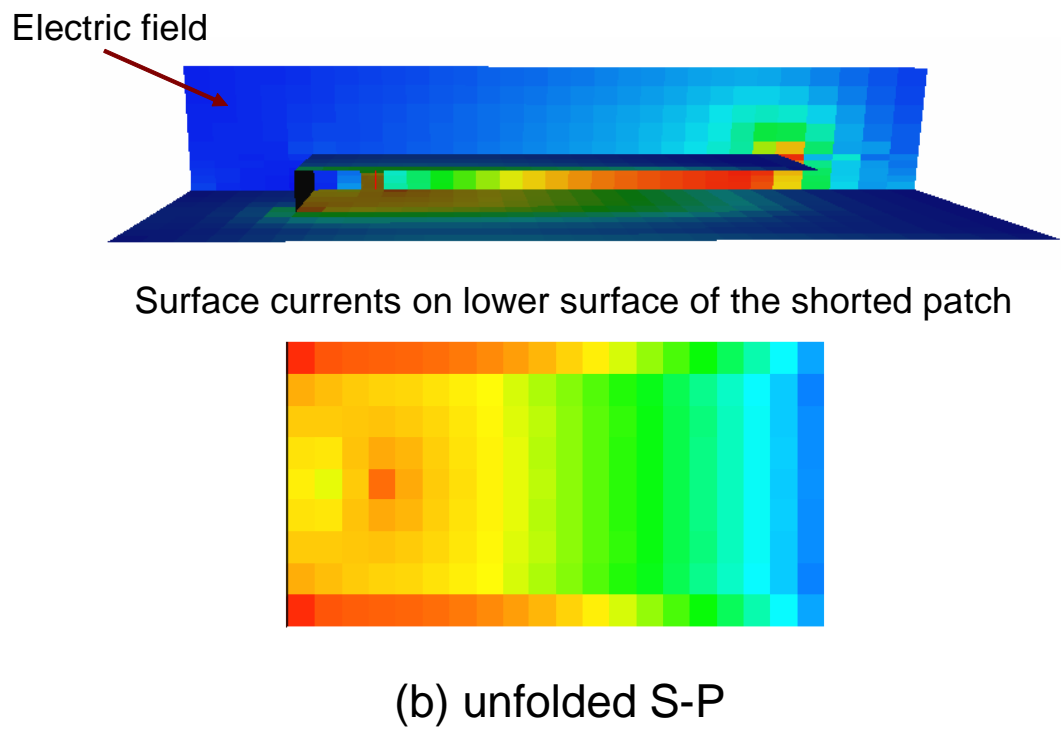 Electric field
Surface currents on lower surface of the shorted patch
(b) unfolded S-P